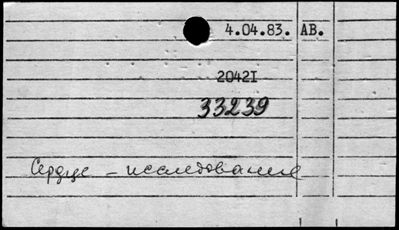 4.04.83. АВ.
20421
33239
Сердце – исследование